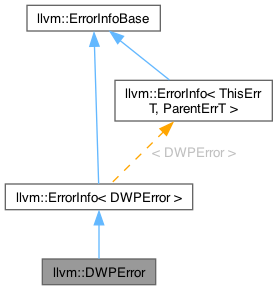 llvm::ErrorInfoBase
llvm::ErrorInfo< ThisErr
T, ParentErrT >
< DWPError >
llvm::ErrorInfo< DWPError >
llvm::DWPError